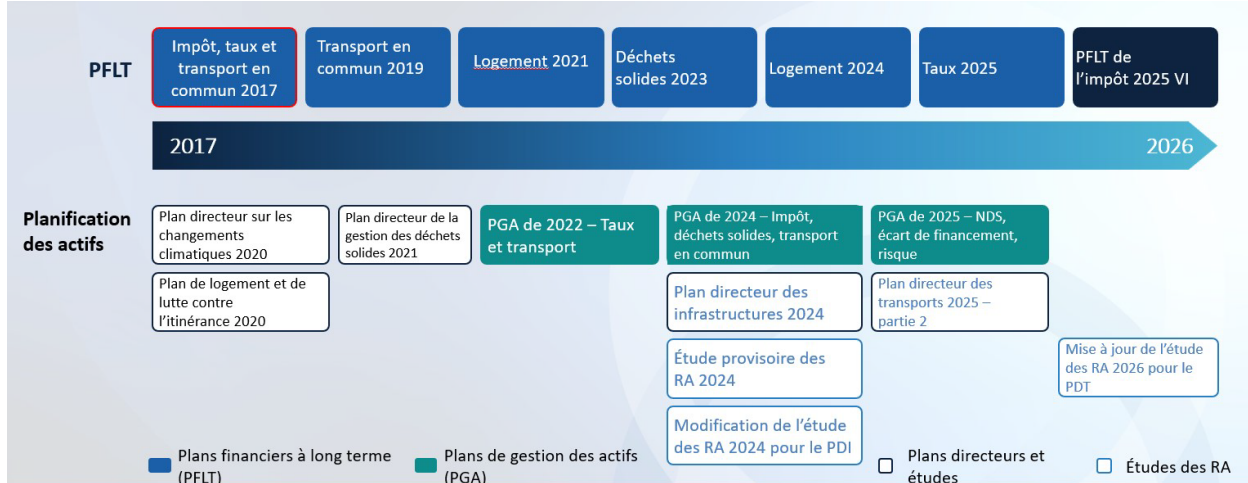 PFLT
Impôt, taux et
transport en
commun 2017
Transport en
commun 2019
Logement 2021
Déchets
solides 2023
Logement 2024
Taux 2025
PFLT de
l'impôt 2025 VI
2017
2026
Planification
des actifs
Plan directeur sur les
changements
climatiques 2020
Plan directeur de la
gestion des déchets
solides 2021
PGA de 2022 – Taux
et transport
PGA de 2024 – Impôt,
déchets solides, transport
en commun
PGA de 2025 – NDS,
écart de financement,
risque
Plan de logement et de
lutte contre
l'itinérance 2020
Plan directeur des
infrastructures 2024
Plan directeur des
transports 2025 –
partie 2
Étude provisoire des
RA 2024
Mise à jour de l'étude
des RA 2026 pour le
PDT
Modification de l'étude
des RA 2024 pour le PDI
Plans financiers à long terme
(PFLT)
Plans de gestion des actifs
(PGA)
Plans directeurs et
études
Études des RA